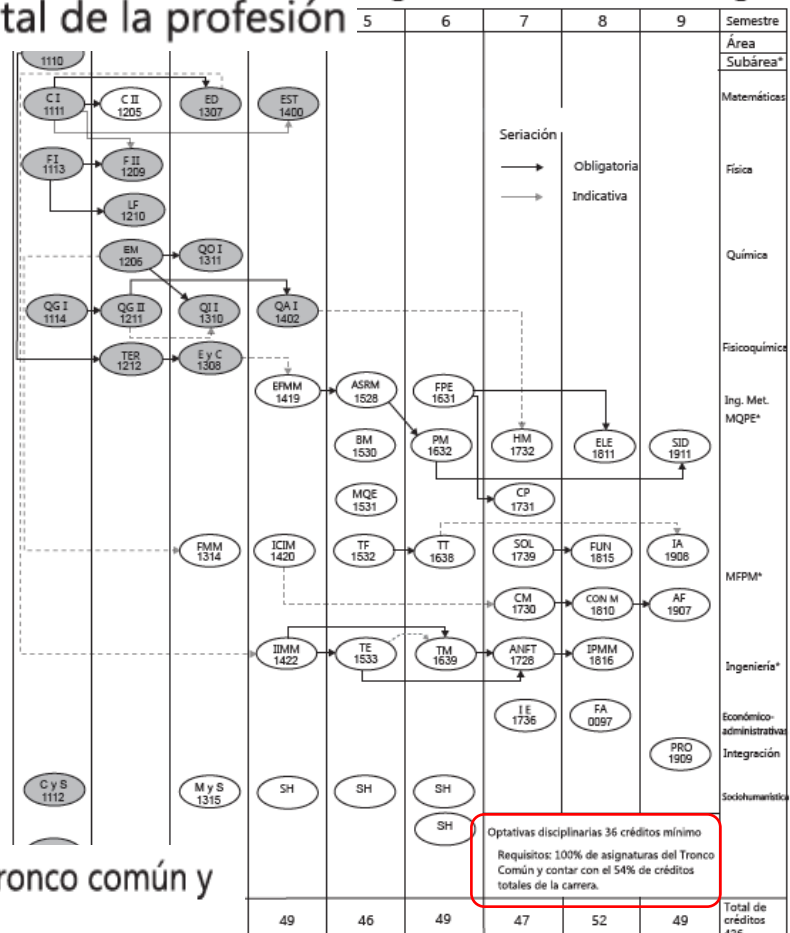 tal de la profesión
5 6 7 8 9 Semestre
Área
1110
Subárea*
C I
1111
C II
1205
ED
1307
EST
1400
Matemáticas
Seriación
Obligatoria
Indicativa
F I
1113
F II
1209
Física
LF
1210
EM
1206
QO I
1311
Química
QG I
1114
QG II
1211
QI I
1310
QA I
1402
TER
1212
E y C
1308
Fisicoquímica
EFMM
1419
ASRM
1528
FPE
1631
Ing. Met.
MQPE*
BM
1530
PM
1632
HM
1732
ELE
1811
SID
1911
MQE
1531
CP
1731
FMM
1314
ICIM
1420
TF
1532
TT
1638
SOL
1739
FUN
1815
IA
1908
MFPM*
CM
1730
CON M
1810
AF
1907
IIMM
1422
TE
1533
TM
1639
ANFT
1728
IPMM
1816
Ingeniería*
I E
1736
FA
0097
Económico-
administrativas
PRO
1909
Integración
C y S
1112
M y S
1315
SH
SH
SH
Sociohumanística
SH
Optativas disciplinarias 36 créditos mínimo
Requisitos: 100% de asignaturas del Tronco
Común y contar con el 54% de créditos
totales de la carrera.
ronco común y
49 46 49 47 52 49
Total de
créditos